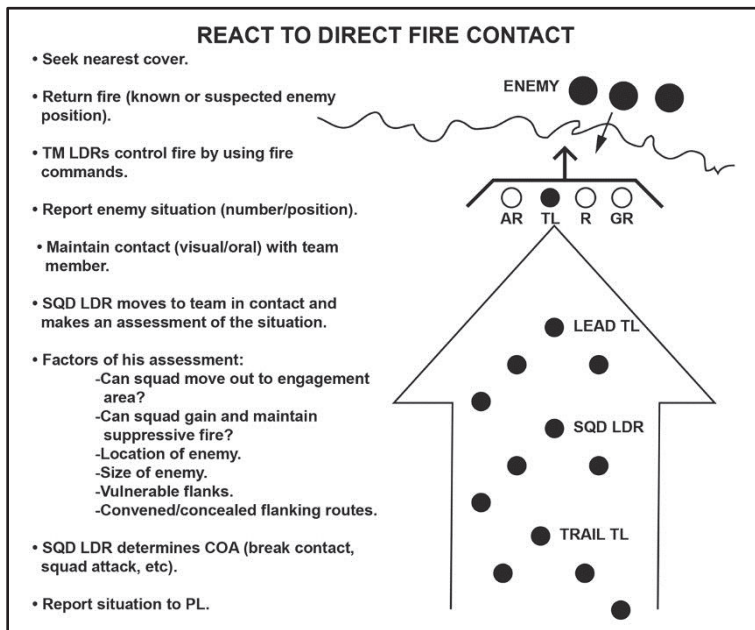 REACT TO DIRECT FIRE CONTACT
• Seek nearest cover.
• Return fire (known or suspected enemy
position).
• TM LDRs control fire by using fire
commands.
• Report enemy situation (number/position).
• Maintain contact (visual/oral) with team
member.
• SQD LDR moves to team in contact and
makes an assessment of the situation.
• Factors of his assessment:
-Can squad move out to engagement
area?
-Can squad gain and maintain
suppressive fire?
-Location of enemy.
-Size of enemy.
-Vulnerable flanks.
-Convened/concealed flanking routes.
• SQD LDR determines COA (break contact,
squad attack, etc).
• Report situation to PL.
ENEMY
AR TL R GR
LEAD TL
SQD LDR
TRAIL TL